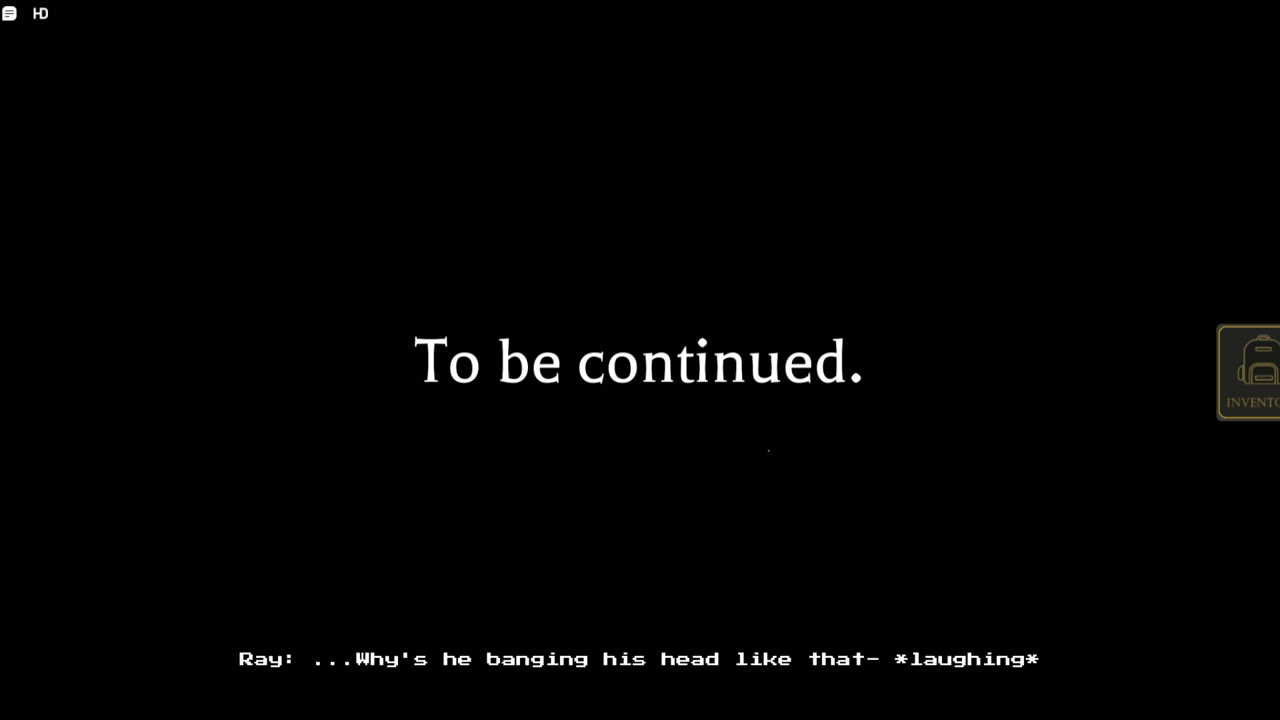 HD
To be continued.
INVENTO
Ray: ...Why's he banging his head like that- *laughing*